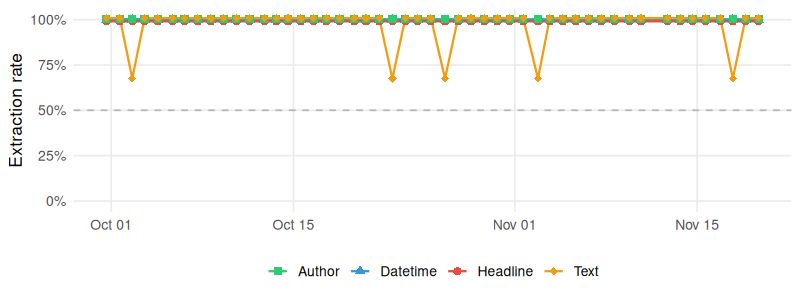 Extraction rate
100%
75%
50%
25%
0%
Oct 01 Oct 15 Nov 01 Nov 15
Author Datetime Headline Text